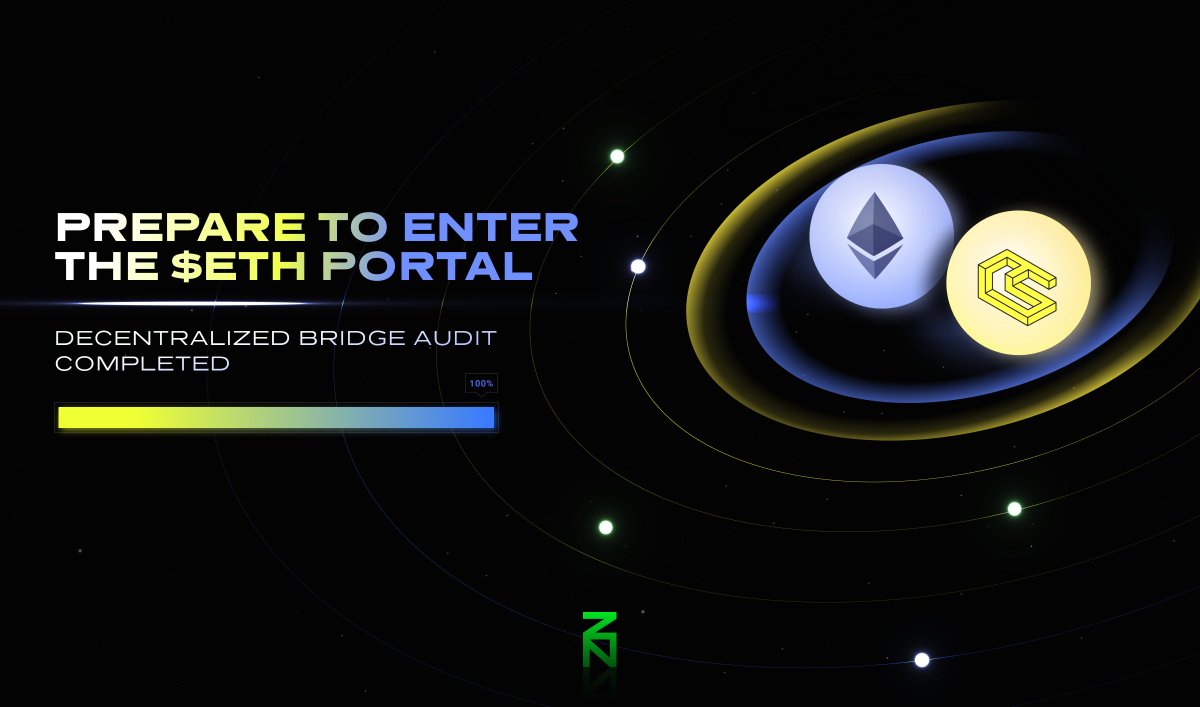 PREPARE TO ENTER
THE $ETH PORTAL
DECENTRALIZED BRIDGE AUDIT
COMPLETED
100%